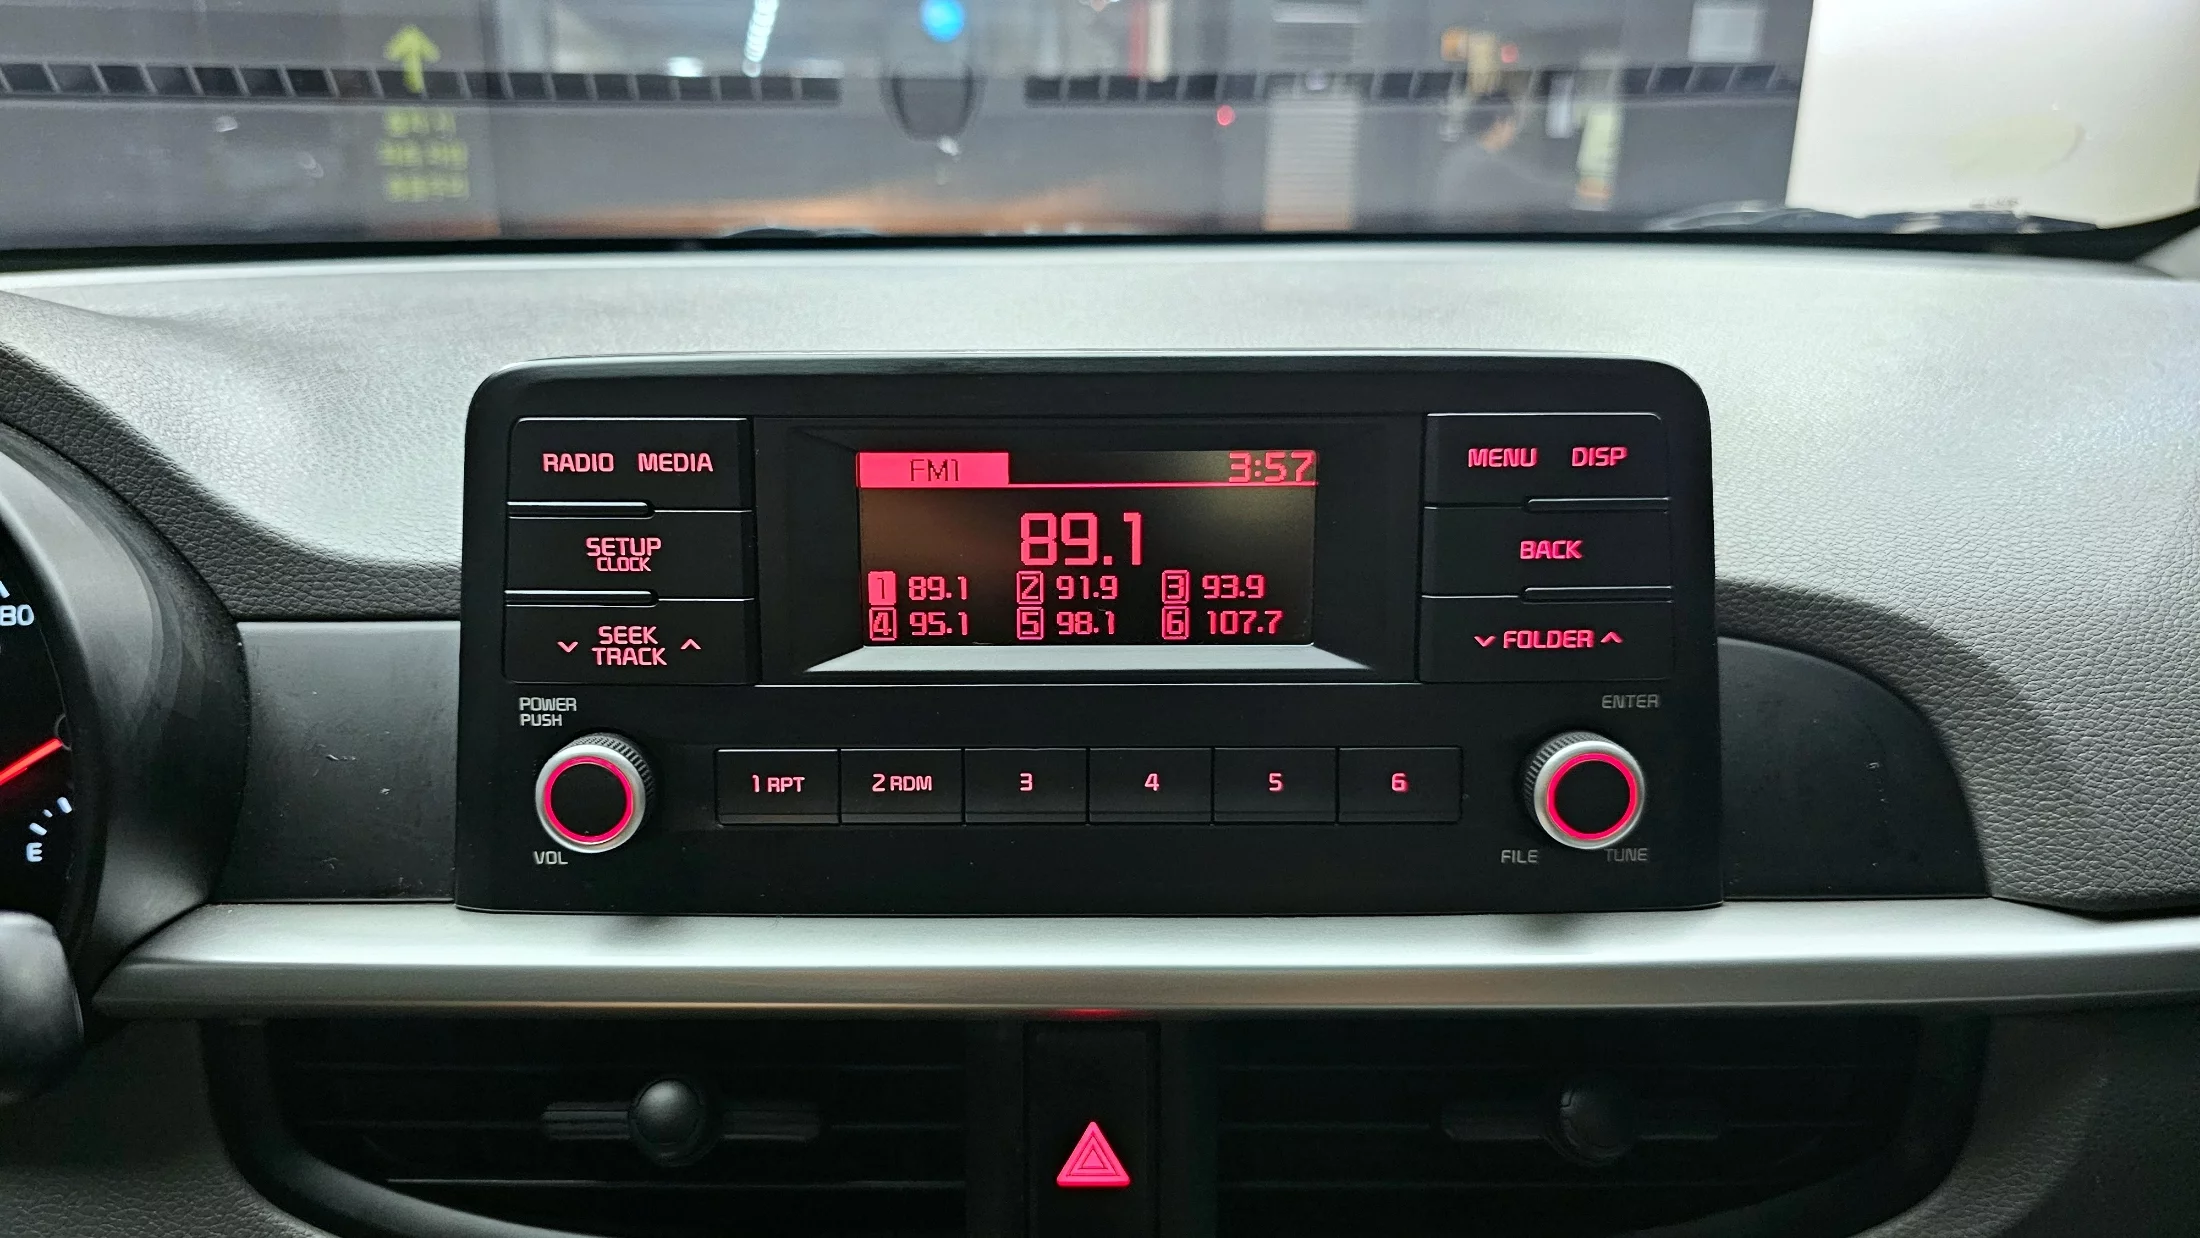 RADIO MEDIA
SETUP
CLOCK
SEEK
TRACK
POWER
PUSH
VOL
FM1 3:57
89.1
1 89.1 2 91.9 3 93.9
4 95.1 5 98.1 6 107.7
1 RPT 2 RDM 3 4 5 6
MENU DISP
BACK
FOLDER
ENTER
FILE TUNE
80
E